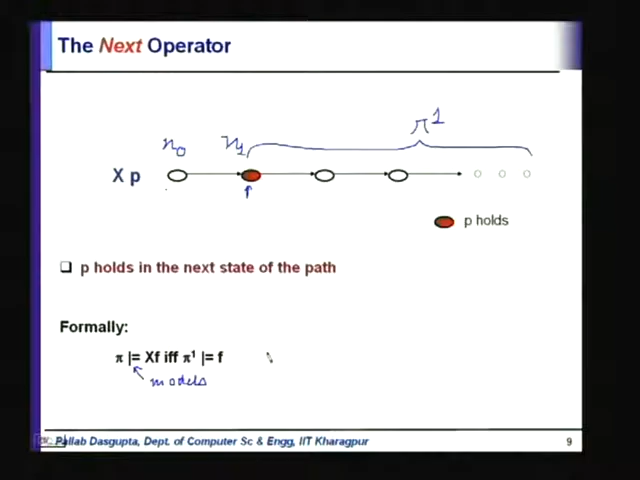 The Next Operator
π¹
n₀ n₁
X p
p
p holds
❑ p holds in the next state of the path
Formally:
π |= Xf iff π¹ |= f
models
Pallab Dasgupta, Dept. of Computer Sc & Engg, IIT Kharagpur 9